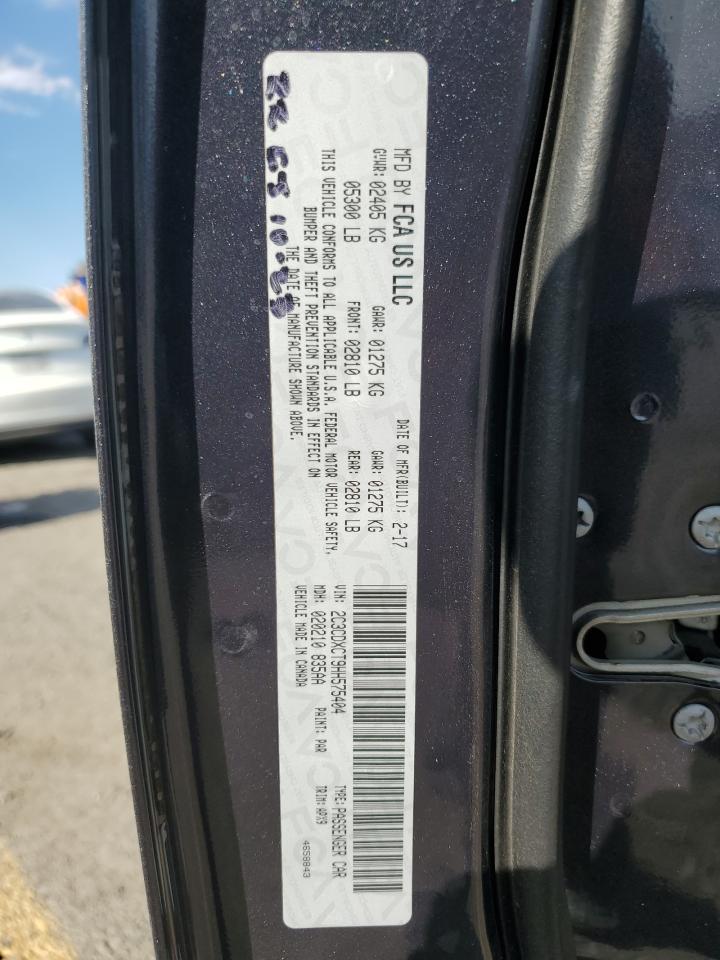 MFD BY FCA US LLC
DATE OF MFR(BUILT): 2-17
GVWR: 02405 KG
GAWR: 01275 KG
GAWR: 01275 KG
05300 LB
FRONT: 02810 LB
REAR: 02810 LB
THIS VEHICLE CONFORMS TO ALL APPLICABLE U.S.A. FEDERAL MOTOR VEHICLE SAFETY,
BUMPER AND THEFT PREVENTION STANDARDS IN EFFECT ON
THE DATE OF MANUFACTURE SHOWN ABOVE.
VIN: 2C3CDXCT9HH575404
TYPE: PASSENGER CAR
MDH: 020210 835AA
PAINT: PAR
TRIM: HPX9
VEHICLE MADE IN CANADA
4658843